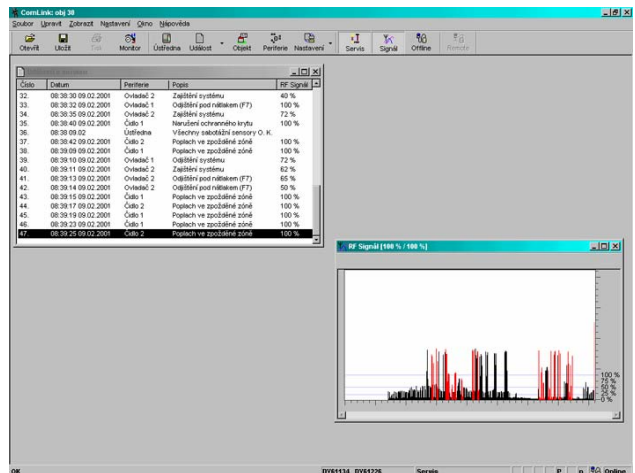 ComLink: obj 38
Soubor Upravit Zobrazit Nastavení Okno Nápověda
Otevřít Uložit Tisk Monitor Ústředna Událost Objekt Periferie Nastavení Servis Signál Offline Remote
Číslo Datum Periferie Popis RF Signál
32. 08:38:30 09.02.2001 Ovladač 2 Zajištění systému 40 %
33. 08:38:32 09.02.2001 Ovladač 1 Odjištění pod nátlakem (F7) 100 %
34. 08:38:35 09.02.2001 Ovladač 2 Zajištění systému 72 %
35. 08:38:40 09.02.2001 Čidlo 1 Narušení ochranného krytu 100 %
36. 08:38 09.02 Ústředna Všechny sabotážní sensory O. K.
37. 08:38:42 09.02.2001 Čidlo 2 Poplach ve zpožděné zóně 100 %
38. 08:39:09 09.02.2001 Čidlo 1 Poplach ve zpožděné zóně 100 %
39. 08:39:10 09.02.2001 Ovladač 1 Odjištění systému 72 %
40. 08:39:11 09.02.2001 Ovladač 2 Zajištění systému 62 %
41. 08:39:13 09.02.2001 Ovladač 2 Odjištění pod nátlakem (F7) 65 %
42. 08:39:14 09.02.2001 Ovladač 2 Odjištění pod nátlakem (F7) 50 %
43. 08:39:15 09.02.2001 Čidlo 1 Poplach ve zpožděné zóně 100 %
44. 08:39:17 09.02.2001 Čidlo 2 Poplach ve zpožděné zóně 100 %
45. 08:39:19 09.02.2001 Čidlo 1 Poplach ve zpožděné zóně 100 %
46. 08:39:23 09.02.2001 Čidlo 1 Poplach ve zpožděné zóně 100 %
47. 08:39:25 09.02.2001 Čidlo 2 Poplach ve zpožděné zóně 100 %
RF Signál [100 % / 100 %]
100 %
75 %
50 %
25 %
0 %
OK DY61134 DY61226 Servis P n Online